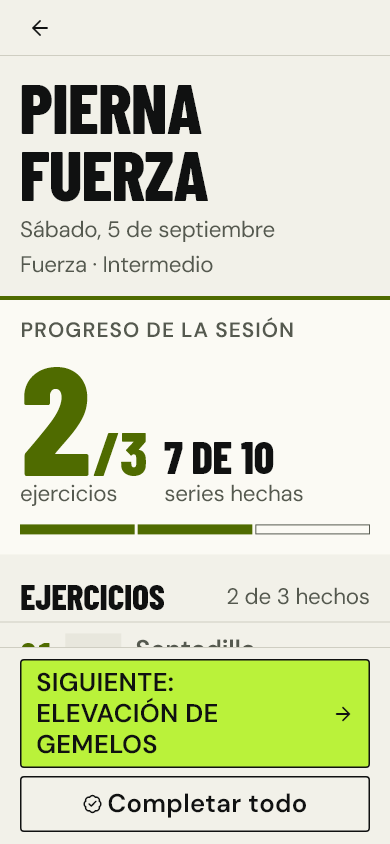 PIERNA
FUERZA
Sábado, 5 de septiembre
Fuerza · Intermedio
PROGRESO DE LA SESIÓN
2/3 7 DE 10
ejercicios series hechas
EJERCICIOS 2 de 3 hechos
SIGUIENTE:
ELEVACIÓN DE
GEMELOS
Completar todo